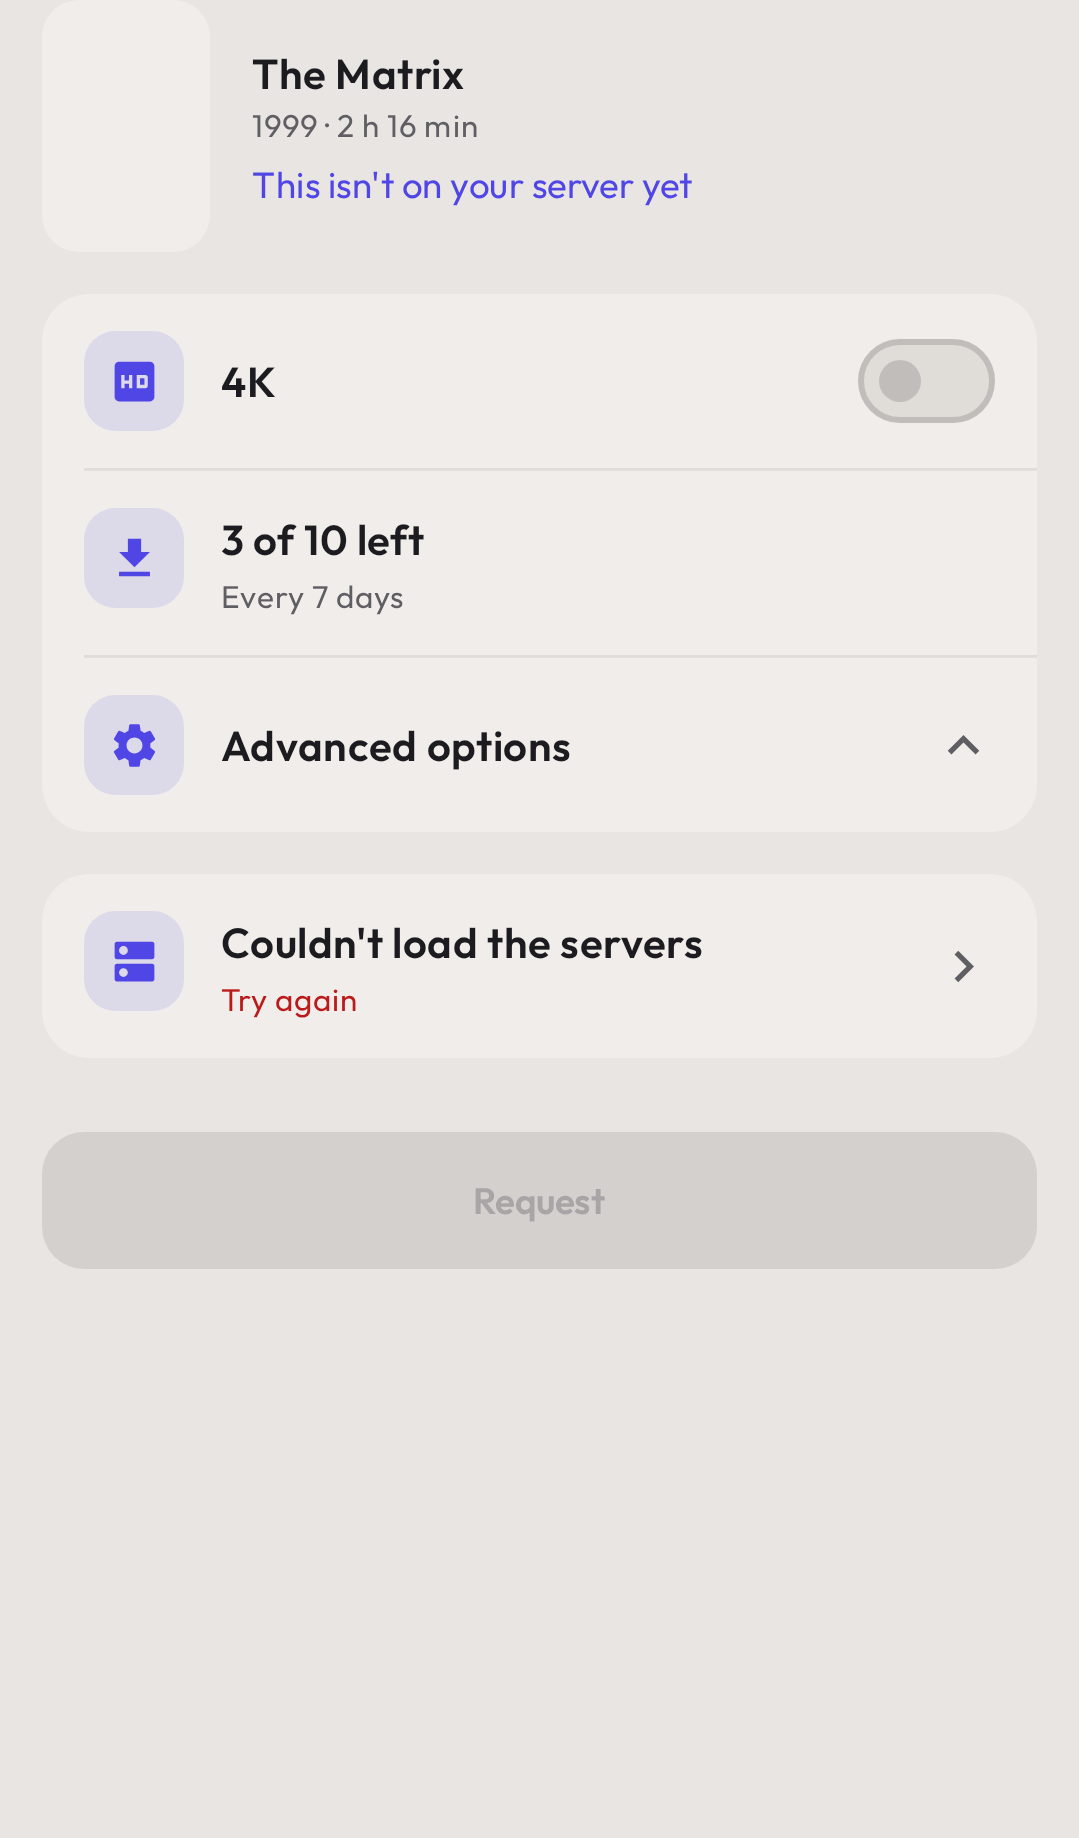 The Matrix
1999 · 2 h 16 min
This isn't on your server yet
HD
4K
3 of 10 left
Every 7 days
Advanced options
Couldn't load the servers
Try again
Request